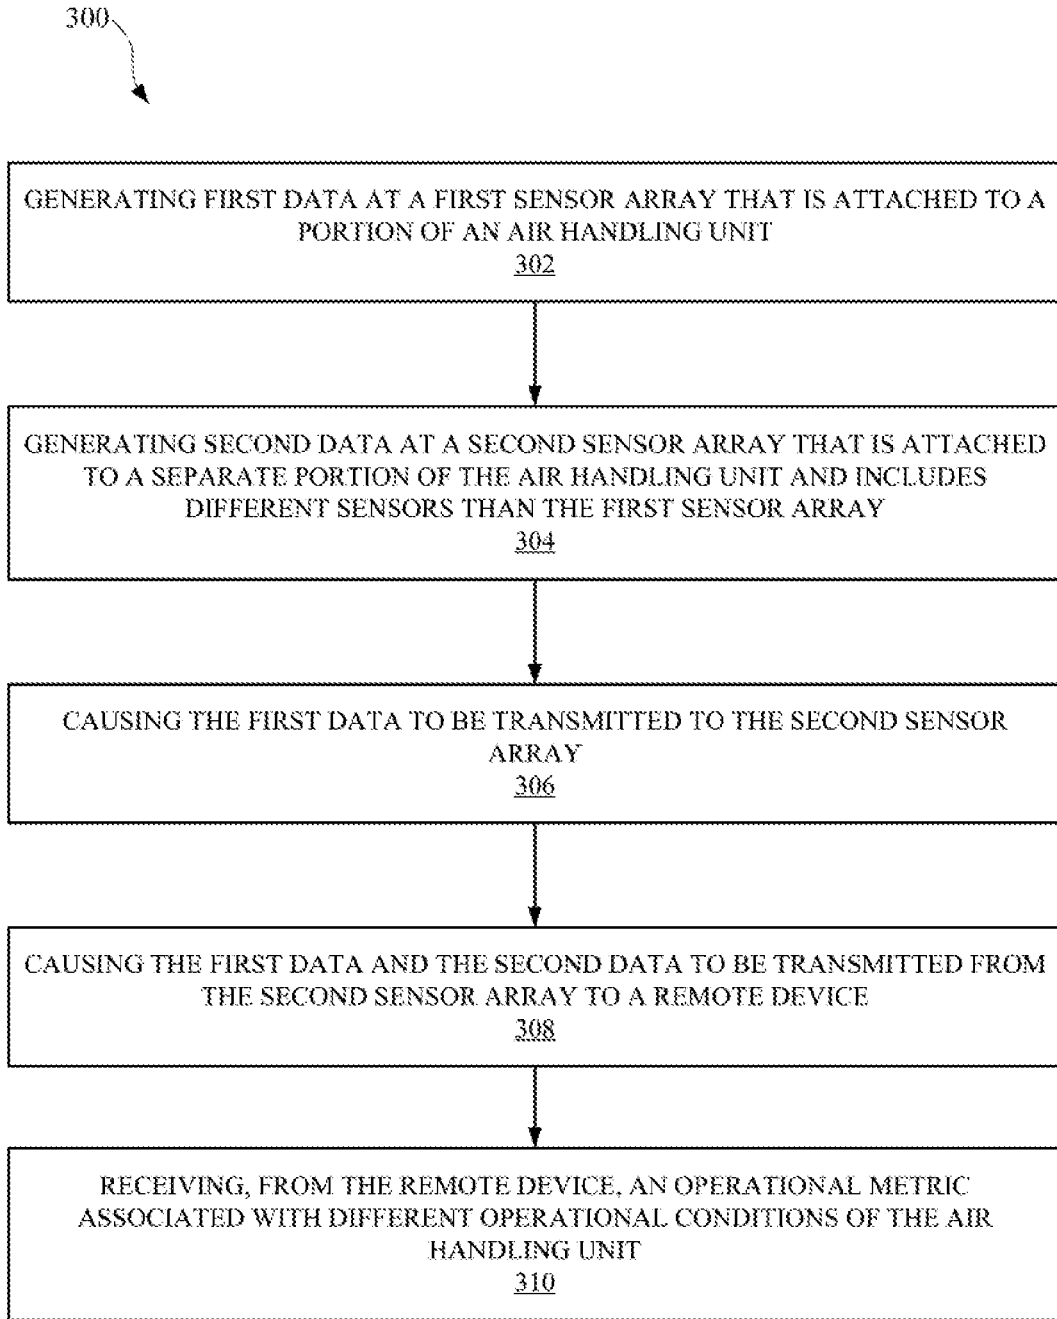 300
GENERATING FIRST DATA AT A FIRST SENSOR ARRAY THAT IS ATTACHED TO A
PORTION OF AN AIR HANDLING UNIT
302
GENERATING SECOND DATA AT A SECOND SENSOR ARRAY THAT IS ATTACHED
TO A SEPARATE PORTION OF THE AIR HANDLING UNIT AND INCLUDES
DIFFERENT SENSORS THAN THE FIRST SENSOR ARRAY
304
CAUSING THE FIRST DATA TO BE TRANSMITTED TO THE SECOND SENSOR
ARRAY
306
CAUSING THE FIRST DATA AND THE SECOND DATA TO BE TRANSMITTED FROM
THE SECOND SENSOR ARRAY TO A REMOTE DEVICE
308
RECEIVING, FROM THE REMOTE DEVICE, AN OPERATIONAL METRIC
ASSOCIATED WITH DIFFERENT OPERATIONAL CONDITIONS OF THE AIR
HANDLING UNIT
310